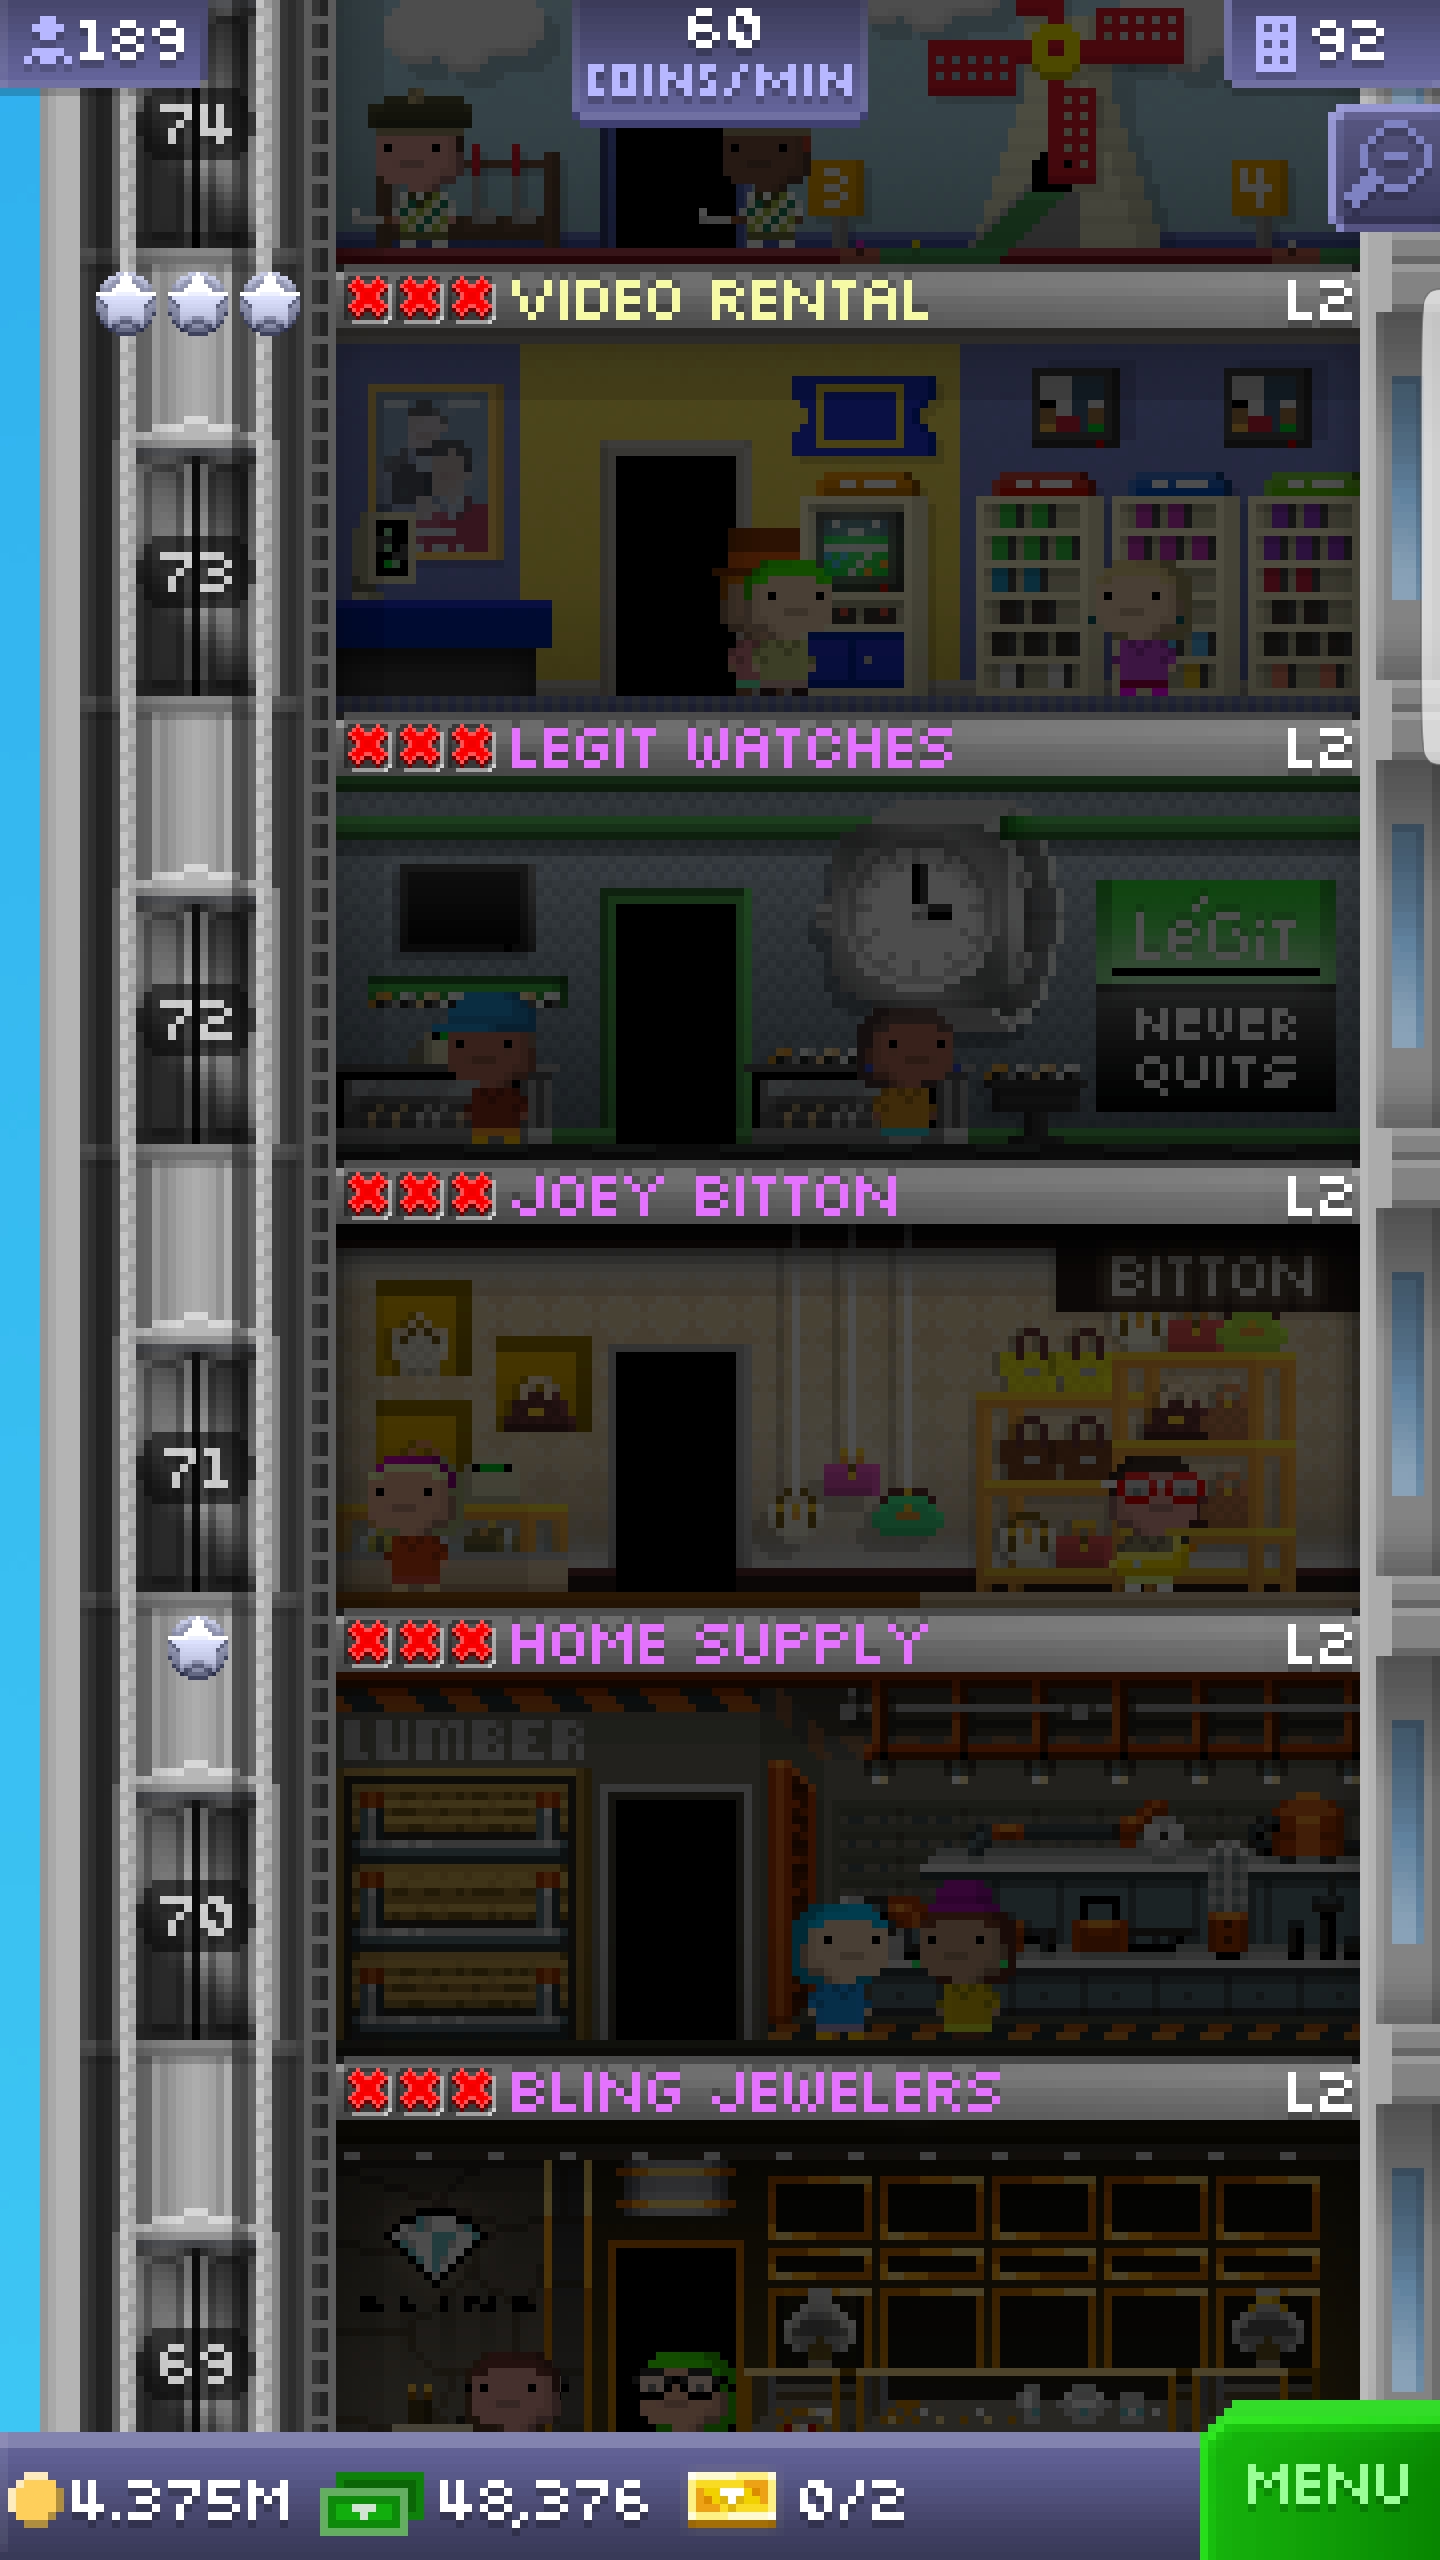 189
60
COINS/MIN
92
74
3
4
VIDEO RENTAL
L2
73
LEGIT WATCHES
L2
LéGiT
NEVER
QUITS
72
JOEY BITTON
L2
BITTON
71
HOME SUPPLY
L2
LUMBER
70
BLING JEWELERS
L2
BLING
69
4.375M
48,376
0/2
MENU